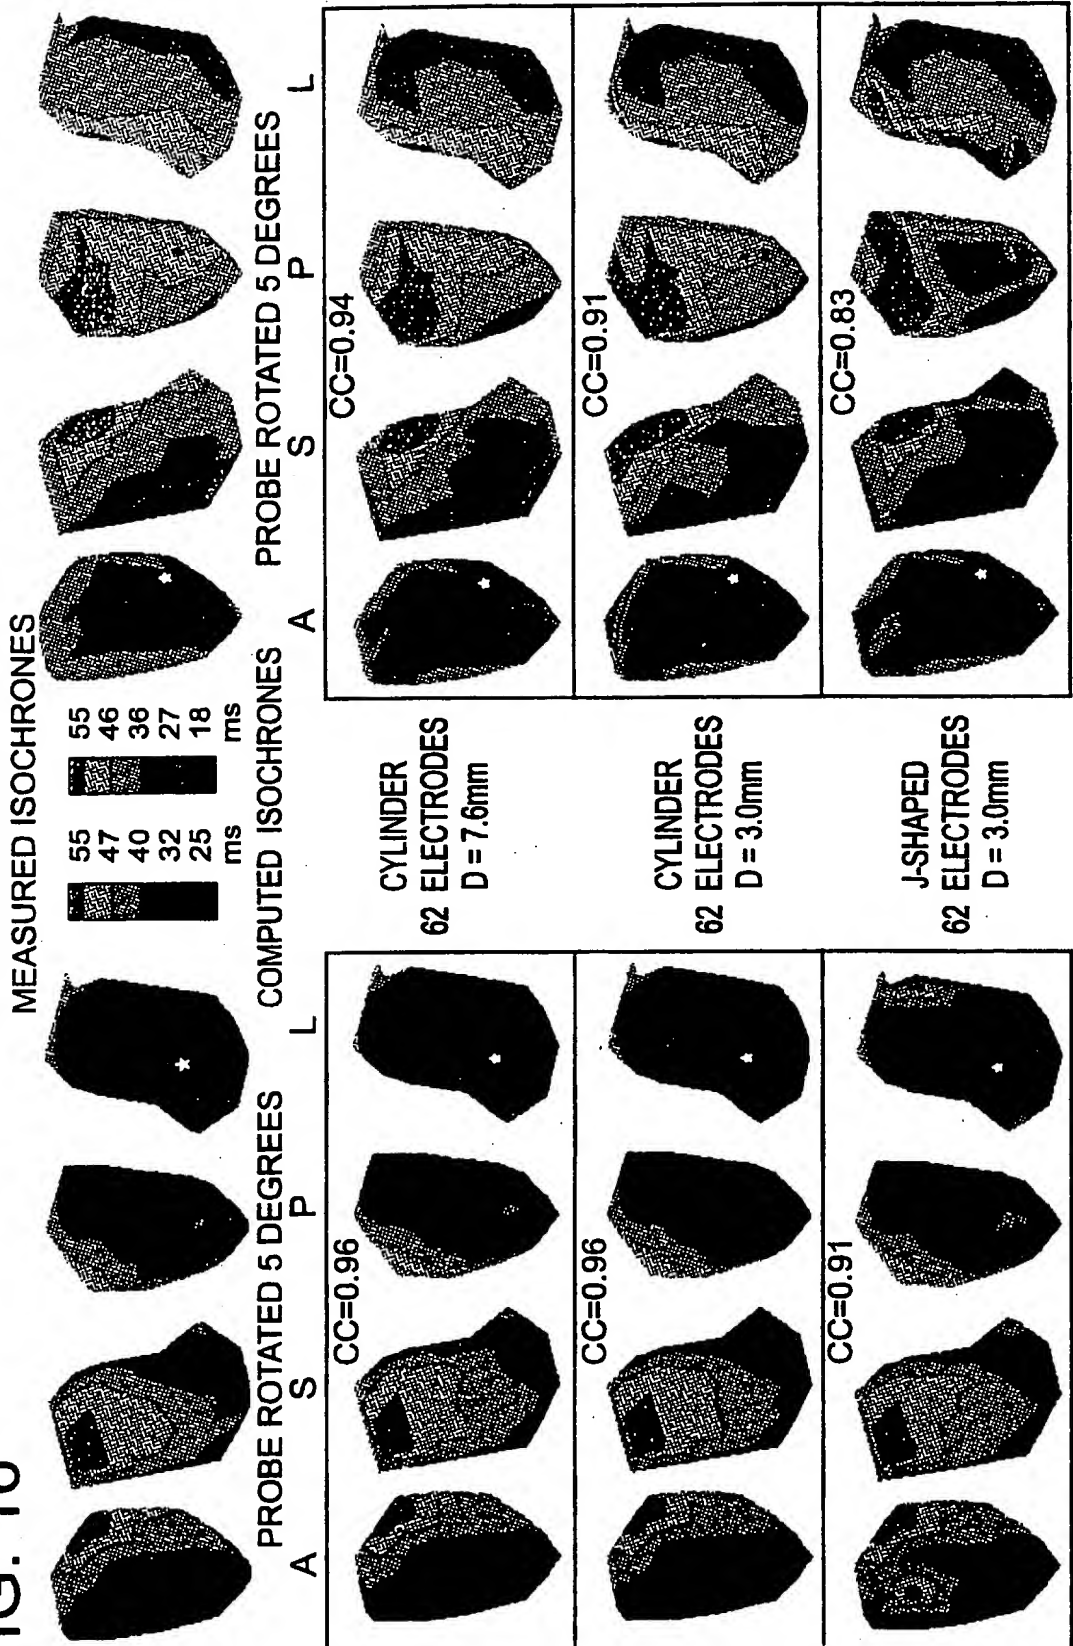 IG. 10
MEASURED ISOCHRONES
55
47
40
32
25
ms
55
46
36
27
18
ms
COMPUTED ISOCHRONES
PROBE ROTATED 5 DEGREES
PROBE ROTATED 5 DEGREES
A S P L
A S P L
CC=0.96
CYLINDER
62 ELECTRODES
D = 7.6mm
CC=0.94
CC=0.96
CYLINDER
62 ELECTRODES
D = 3.0mm
CC=0.91
CC=0.91
J-SHAPED
62 ELECTRODES
D = 3.0mm
CC=0.83